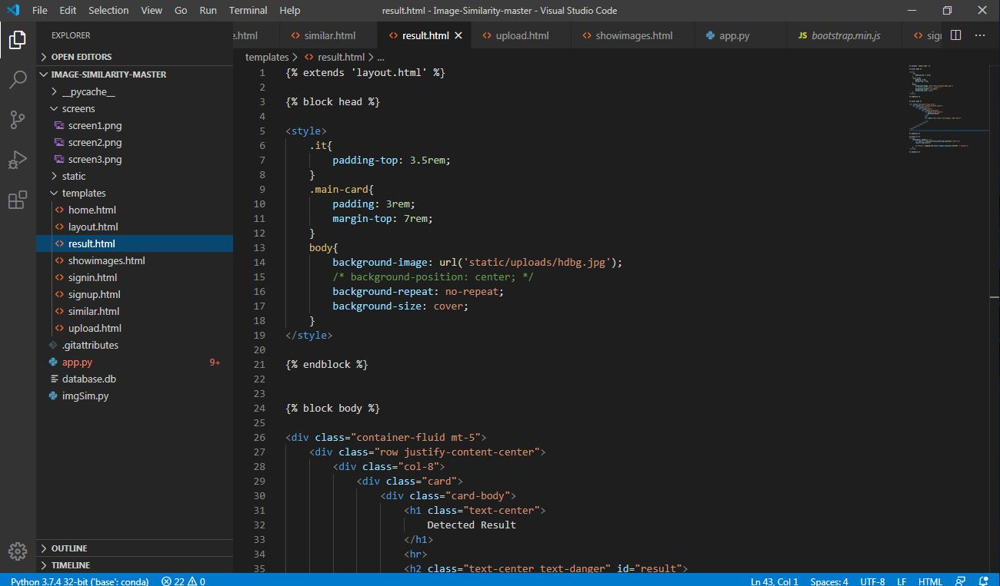 File Edit Selection View Go Run Terminal Help result.html - Image-Similarity-master - Visual Studio Code
EXPLORER
OPEN EDITORS
IMAGE-SIMILARITY-MASTER
__pycache__
screens
screen1.png
screen2.png
screen3.png
static
templates
home.html
layout.html
result.html
showimages.html
signin.html
signup.html
similar.html
upload.html
.gitattributes
app.py 9+
database.db
imgSim.py
OUTLINE
TIMELINE
e.html similar.html result.html upload.html showimages.html app.py JS bootstrap.min.js sig
templates > result.html > ...
1 {% extends 'layout.html' %}
2
3 {% block head %}
4
5 <style>
6 .it{
7 padding-top: 3.5rem;
8 }
9 .main-card{
10 padding: 3rem;
11 margin-top: 7rem;
12 }
13 body{
14 background-image: url('static/uploads/hdbg.jpg');
15 /* background-position: center; */
16 background-repeat: no-repeat;
17 background-size: cover;
18 }
19 </style>
20
21 {% endblock %}
22
23
24 {% block body %}
25
26 <div class="container-fluid mt-5">
27 <div class="row justify-content-center">
28 <div class="col-8">
29 <div class="card">
30 <div class="card-body">
31 <h1 class="text-center">
32 Detected Result
33 </h1>
34 <hr>
35 <h2 class="text-center text-danger" id="result">
Python 3.7.4 32-bit ('base': conda) 22 0 Ln 43, Col 1 Spaces: 4 UTF-8 LF HTML